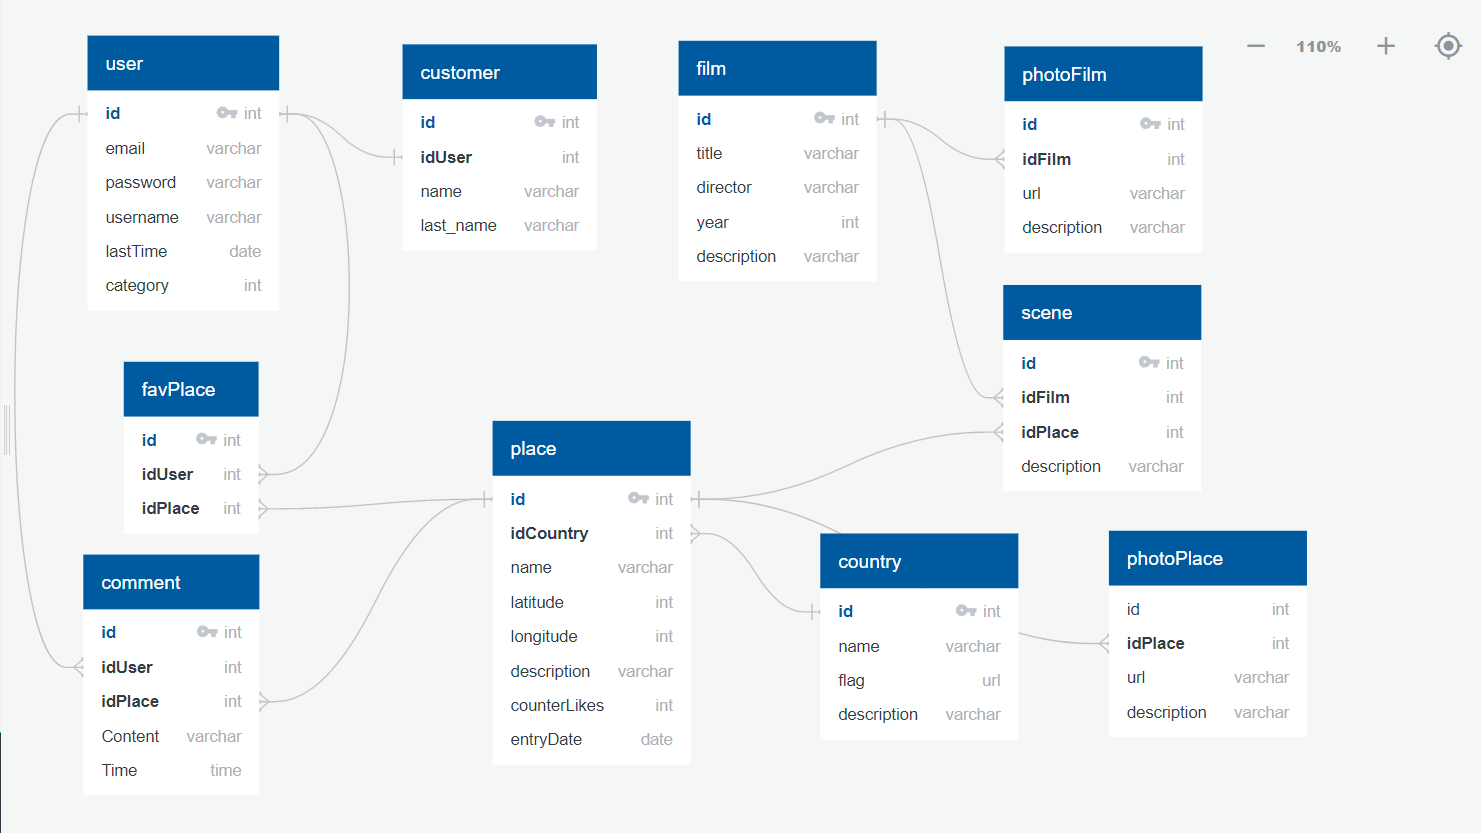 user
id int
email varchar
password varchar
username varchar
lastTime date
category int
customer
id int
idUser int
name varchar
last_name varchar
film
id int
title varchar
director varchar
year int
description varchar
photoFilm
id int
idFilm int
url varchar
description varchar
110%
scene
id int
idFilm int
idPlace int
description varchar
favPlace
id int
idUser int
idPlace int
comment
id int
idUser int
idPlace int
Content varchar
Time time
place
id int
idCountry int
name varchar
latitude int
longitude int
description varchar
counterLikes int
entryDate date
country
id int
name varchar
flag url
description varchar
photoPlace
id int
idPlace int
url varchar
description varchar